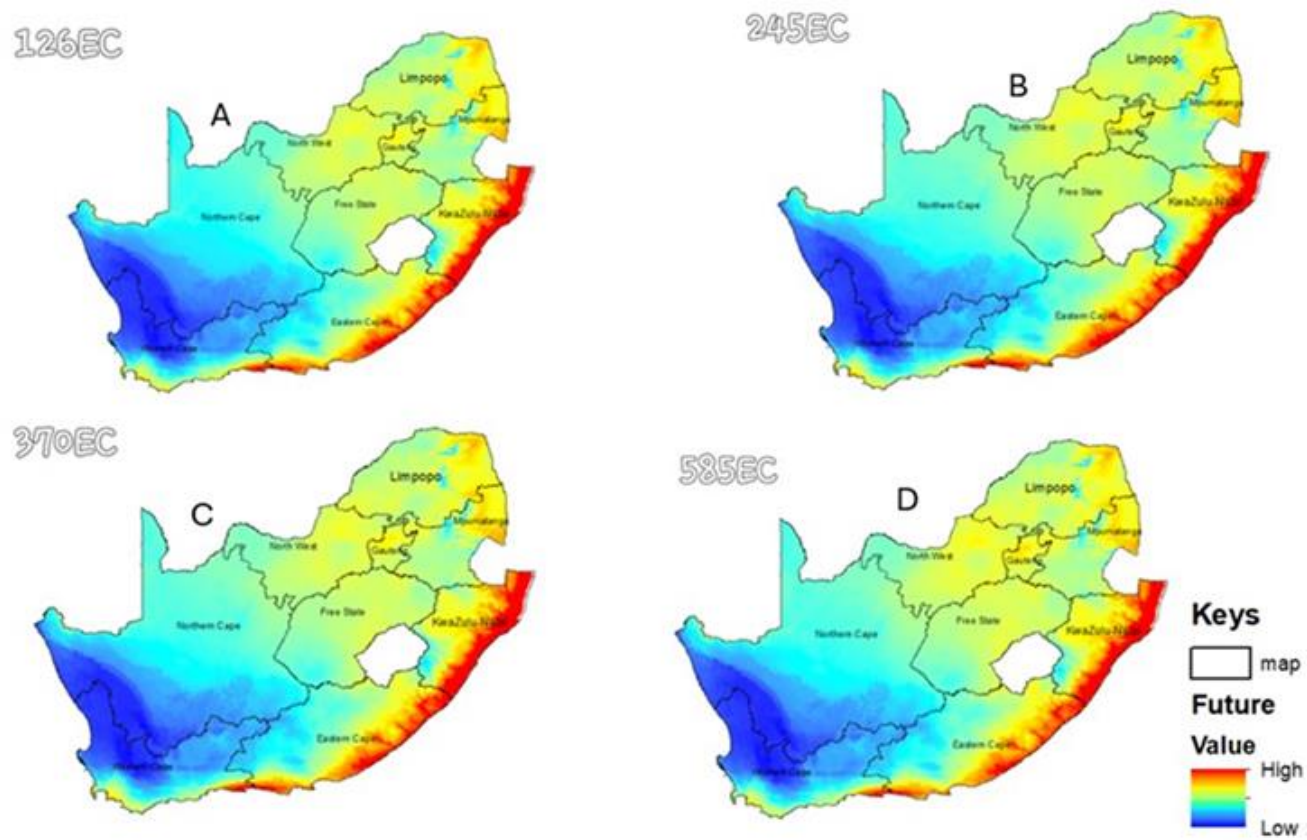 126EC
A
Limpopo
Mpumalanga
North West
Gauteng
Free State
KwaZulu-Natal
Northern Cape
Eastern Cape
Western Cape
245EC
B
Limpopo
Mpumalanga
North West
Gauteng
Free State
KwaZulu-Natal
Northern Cape
Eastern Cape
Western Cape
370EC
C
Limpopo
Mpumalanga
North West
Gauteng
Free State
KwaZulu-Natal
Northern Cape
Eastern Cape
Western Cape
585EC
D
Limpopo
Mpumalanga
North West
Gauteng
Free State
KwaZulu-Natal
Northern Cape
Eastern Cape
Western Cape
Keys
map
Future
Value
High
Low